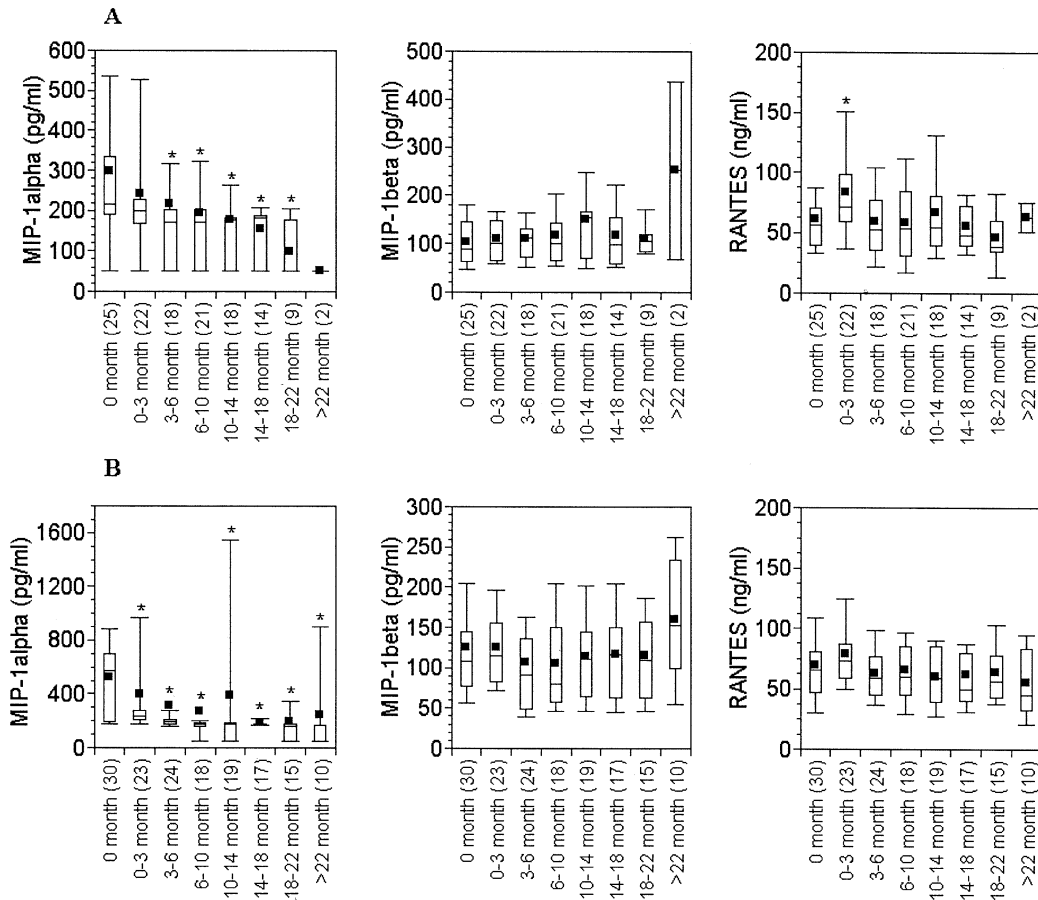 A
MIP-1alpha (pg/ml)
600
500
400
300
200
100
0
* * * * *
0 month (25)
0-3 month (22)
3-6 month (18)
6-10 month (21)
10-14 month (18)
14-18 month (14)
18-22 month (9)
>22 month (2)
MIP-1beta (pg/ml)
500
400
300
200
100
0
0 month (25)
0-3 month (22)
3-6 month (18)
6-10 month (21)
10-14 month (18)
14-18 month (14)
18-22 month (9)
>22 month (2)
RANTES (ng/ml)
200
150
100
50
0
*
0 month (25)
0-3 month (22)
3-6 month (18)
6-10 month (21)
10-14 month (18)
14-18 month (14)
18-22 month (9)
>22 month (2)
B
MIP-1alpha (pg/ml)
1600
1200
800
400
0
* * * * * * *
0 month (30)
0-3 month (23)
3-6 month (24)
6-10 month (18)
10-14 month (19)
14-18 month (17)
18-22 month (15)
>22 month (10)
MIP-1beta (pg/ml)
300
250
200
150
100
50
0
0 month (30)
0-3 month (23)
3-6 month (24)
6-10 month (18)
10-14 month (19)
14-18 month (17)
18-22 month (15)
>22 month (10)
RANTES (ng/ml)
200
150
100
50
0
0 month (30)
0-3 month (23)
3-6 month (24)
6-10 month (18)
10-14 month (19)
14-18 month (17)
18-22 month (15)
>22 month (10)